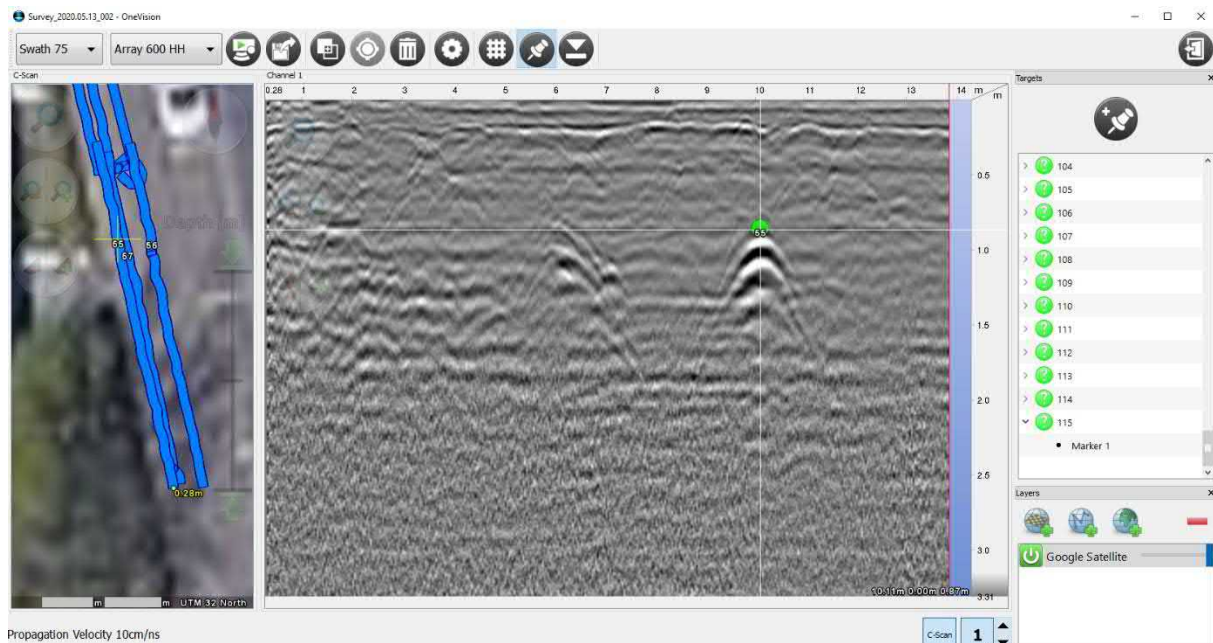 Survey_2020.05.13_002 - OneVision
Swath 75 Array 600 HH
C-Scan
Channel 1
Targets
0.28 1 2 3 4 5 6 7 8 9 10 11 12 13 14 m
m
0.5
1.0
1.5
2.0
2.5
3.0
3.31
Depth [m]
55 56
57
0.28m
m m UTM 32 North
55
10.11m 0.00m 0.87m
104
105
106
107
108
109
110
111
112
113
114
115
Marker 1
Layers
Google Satellite
Propagation Velocity 10cm/ns
C-Scan 1